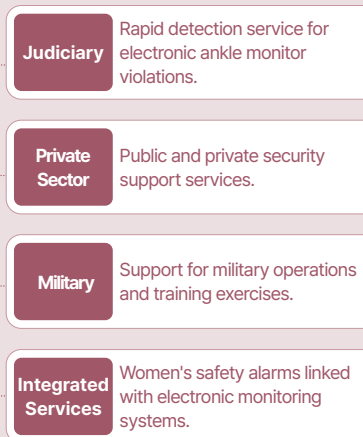 Judiciary
Rapid detection service for
electronic ankle monitor
violations.
Private
Sector
Public and private security
support services.
Military
Support for military operations
and training exercises.
Integrated
Services
Women's safety alarms linked
with electronic monitoring
systems.